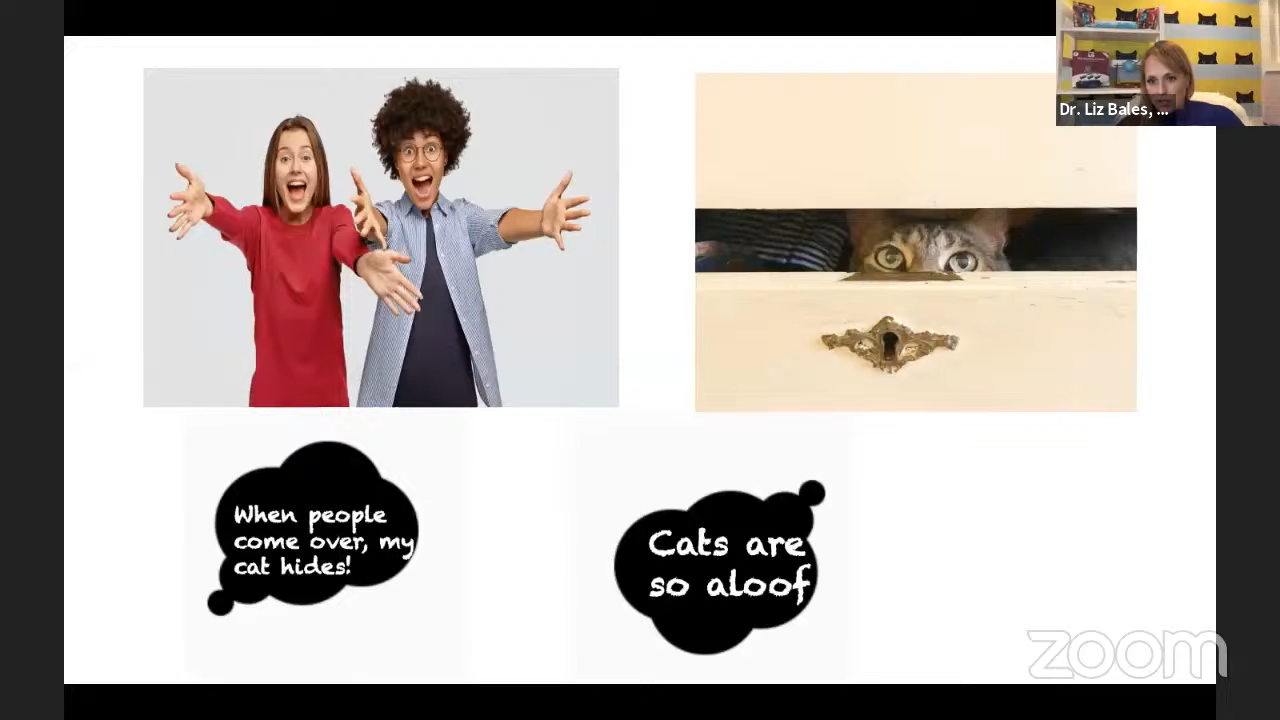 Dr. Liz Bales, ...
When people
come over, my
cat hides!
Cats are
so aloof
zoom